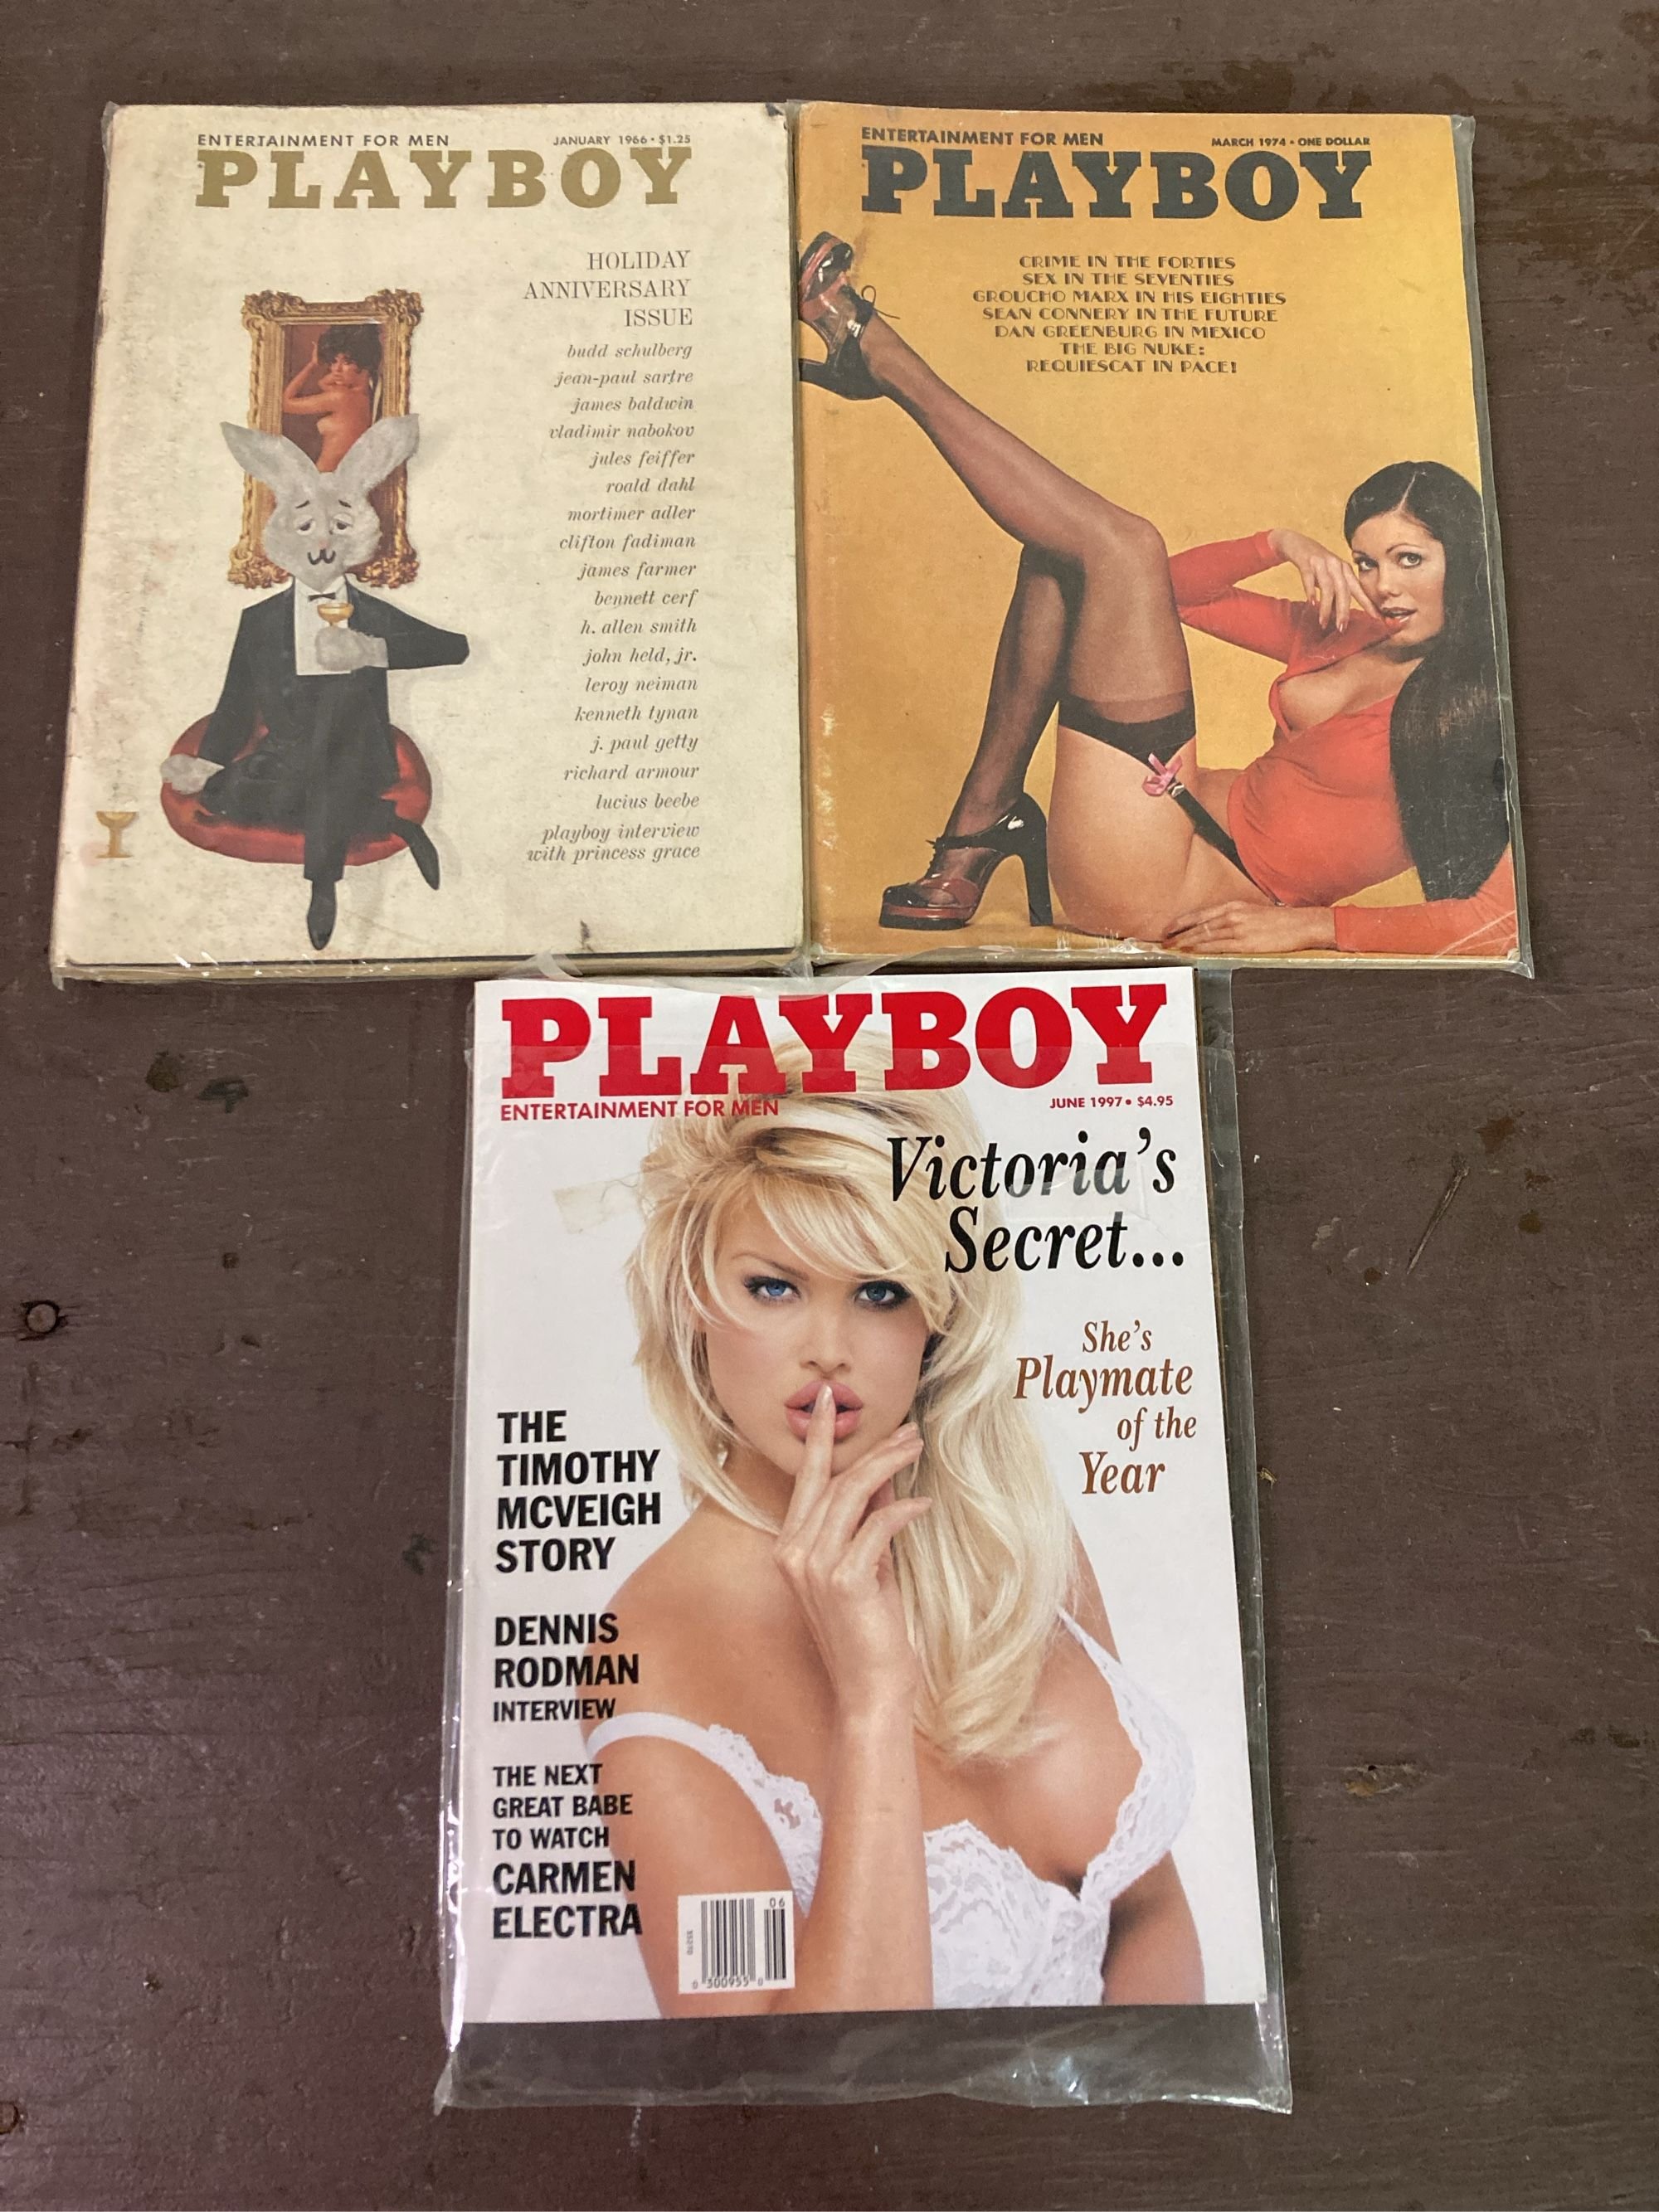 ENTERTAINMENT FOR MEN
JANUARY 1966 • $1.25
PLAYBOY
HOLIDAY
ANNIVERSARY
ISSUE
budd schulberg
jean-paul sartre
james baldwin
vladimir nabokov
jules feiffer
roald dahl
mortimer adler
clifton fadiman
james farmer
bennett cerf
h. allen smith
john held, jr.
leroy neiman
kenneth tynan
j. paul getty
richard armour
lucius beebe
playboy interview
with princess grace
ENTERTAINMENT FOR MEN
MARCH 1974 • ONE DOLLAR
PLAYBOY
CRIME IN THE FORTIES
SEX IN THE SEVENTIES
GROUCHO MARX IN HIS EIGHTIES
SEAN CONNERY IN THE FUTURE
DAN GREENBURG IN MEXICO
THE BIG NUKE:
REQUIESCAT IN PACE!
PLAYBOY
ENTERTAINMENT FOR MEN
JUNE 1997 • $4.95
Victoria's
Secret...
She's
Playmate
of the
Year
THE
TIMOTHY
MCVEIGH
STORY
DENNIS
RODMAN
INTERVIEW
THE NEXT
GREAT BABE
TO WATCH
CARMEN
ELECTRA
06
0 300955 0